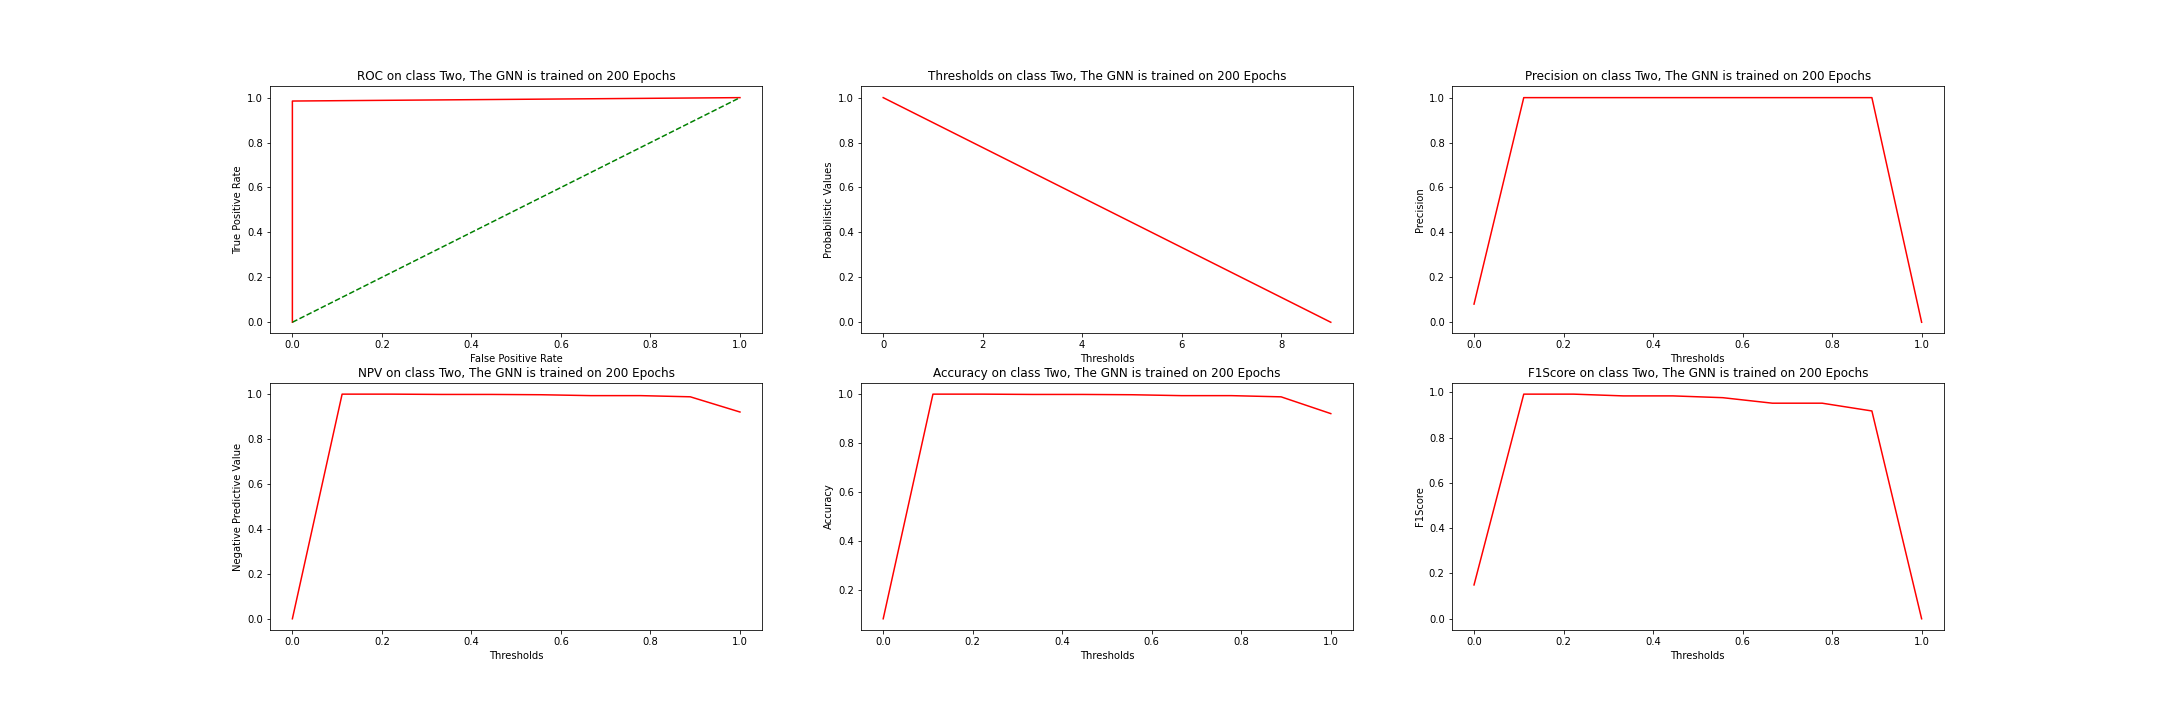 ROC on class Two, The GNN is trained on 200 Epochs
1.0
0.8
0.6
0.4
0.2
0.0
True Positive Rate
0.0 0.2 0.4 0.6 0.8 1.0
False Positive Rate
Thresholds on class Two, The GNN is trained on 200 Epochs
1.0
0.8
0.6
0.4
0.2
0.0
Probabilistic Values
0 2 4 6 8
Thresholds
Precision on class Two, The GNN is trained on 200 Epochs
1.0
0.8
0.6
0.4
0.2
0.0
Precision
0.0 0.2 0.4 0.6 0.8 1.0
Thresholds
NPV on class Two, The GNN is trained on 200 Epochs
1.0
0.8
0.6
0.4
0.2
0.0
Negative Predictive Value
0.0 0.2 0.4 0.6 0.8 1.0
Thresholds
Accuracy on class Two, The GNN is trained on 200 Epochs
1.0
0.8
0.6
0.4
0.2
Accuracy
0.0 0.2 0.4 0.6 0.8 1.0
Thresholds
F1Score on class Two, The GNN is trained on 200 Epochs
1.0
0.8
0.6
0.4
0.2
0.0
F1Score
0.0 0.2 0.4 0.6 0.8 1.0
Thresholds